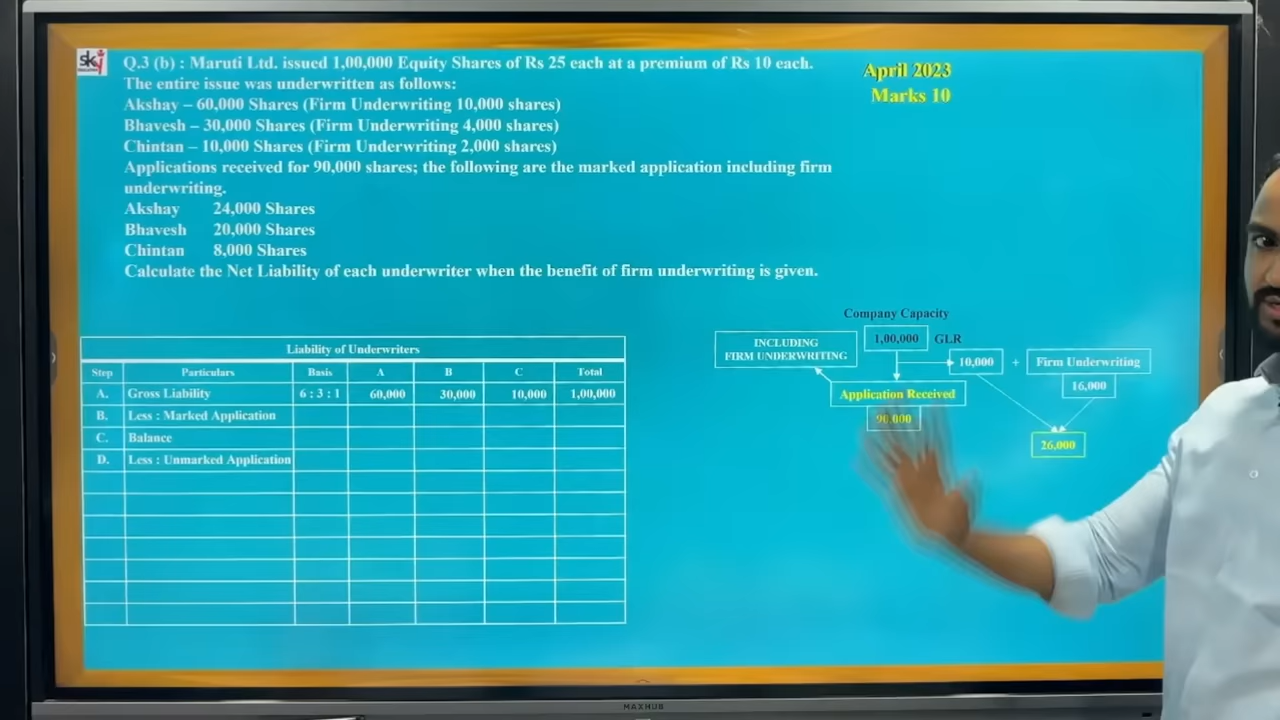 sky
Q.3 (b) : Maruti Ltd. issued 1,00,000 Equity Shares of Rs 25 each at a premium of Rs 10 each.
The entire issue was underwritten as follows:
Akshay – 60,000 Shares (Firm Underwriting 10,000 shares)
Bhavesh – 30,000 Shares (Firm Underwriting 4,000 shares)
Chintan – 10,000 Shares (Firm Underwriting 2,000 shares)
Applications received for 90,000 shares; the following are the marked application including firm
underwriting.
Akshay 24,000 Shares
Bhavesh 20,000 Shares
Chintan 8,000 Shares
Calculate the Net Liability of each underwriter when the benefit of firm underwriting is given.
April 2023
Marks 10
Liability of Underwriters
Step Particulars Basis A B C Total
A. Gross Liability 6 : 3 : 1 60,000 30,000 10,000 1,00,000
B. Less : Marked Application
C. Balance
D. Less : Unmarked Application
Company Capacity
1,00,000 GLR
INCLUDING
FIRM UNDERWRITING
10,000 + Firm Underwriting
16,000
Application Received
90,000
26,000
MAXHUB